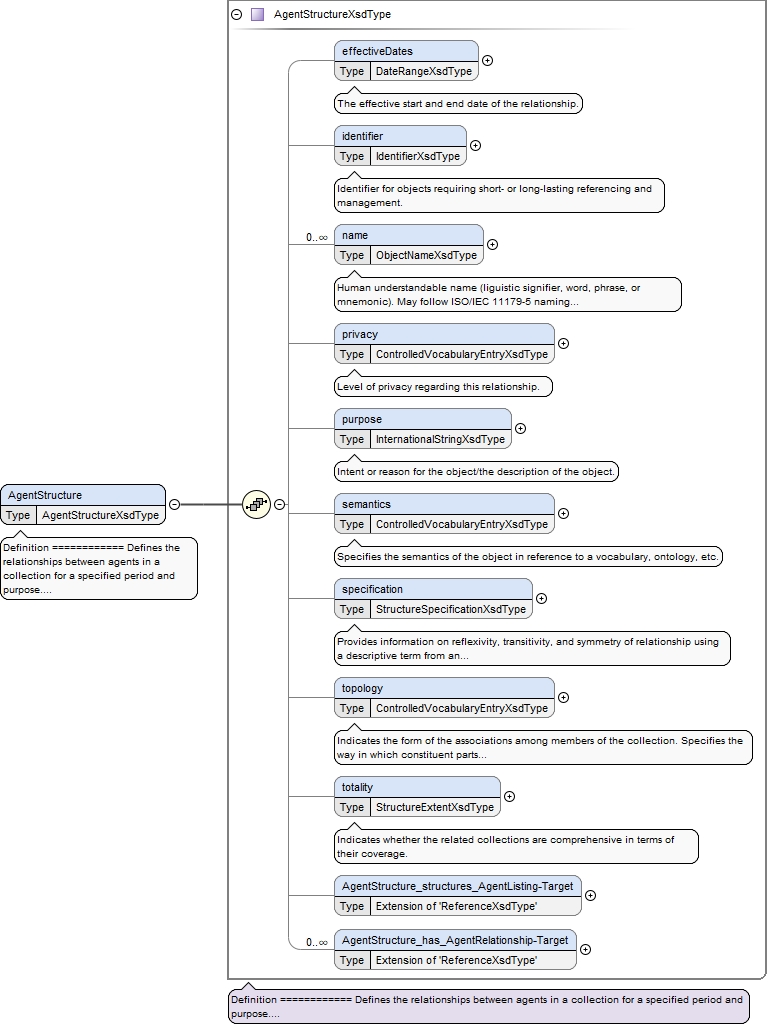 AgentStructureXsdType
effectiveDates
Type DateRangeXsdType
The effective start and end date of the relationship.
identifier
Type IdentifierXsdType
Identifier for objects requiring short- or long-lasting referencing and
management.
0..∞
name
Type ObjectNameXsdType
Human understandable name (liguistic signifier, word, phrase, or
mnemonic). May follow ISO/IEC 11179-5 naming...
privacy
Type ControlledVocabularyEntryXsdType
Level of privacy regarding this relationship.
purpose
Type InternationalStringXsdType
Intent or reason for the object/the description of the object.
AgentStructure
Type AgentStructureXsdType
Definition ============ Defines the
relationships between agents in a
collection for a specified period and
purpose....
semantics
Type ControlledVocabularyEntryXsdType
Specifies the semantics of the object in reference to a vocabulary, ontology, etc.
specification
Type StructureSpecificationXsdType
Provides information on reflexivity, transitivity, and symmetry of relationship using
a descriptive term from an...
topology
Type ControlledVocabularyEntryXsdType
Indicates the form of the associations among members of the collection. Specifies the
way in which constituent parts...
totality
Type StructureExtentXsdType
Indicates whether the related collections are comprehensive in terms of
their coverage.
AgentStructure_structures_AgentListing-Target
Type Extension of 'ReferenceXsdType'
0..∞
AgentStructure_has_AgentRelationship-Target
Type Extension of 'ReferenceXsdType'
Definition ============ Defines the relationships between agents in a collection for a specified period and
purpose....